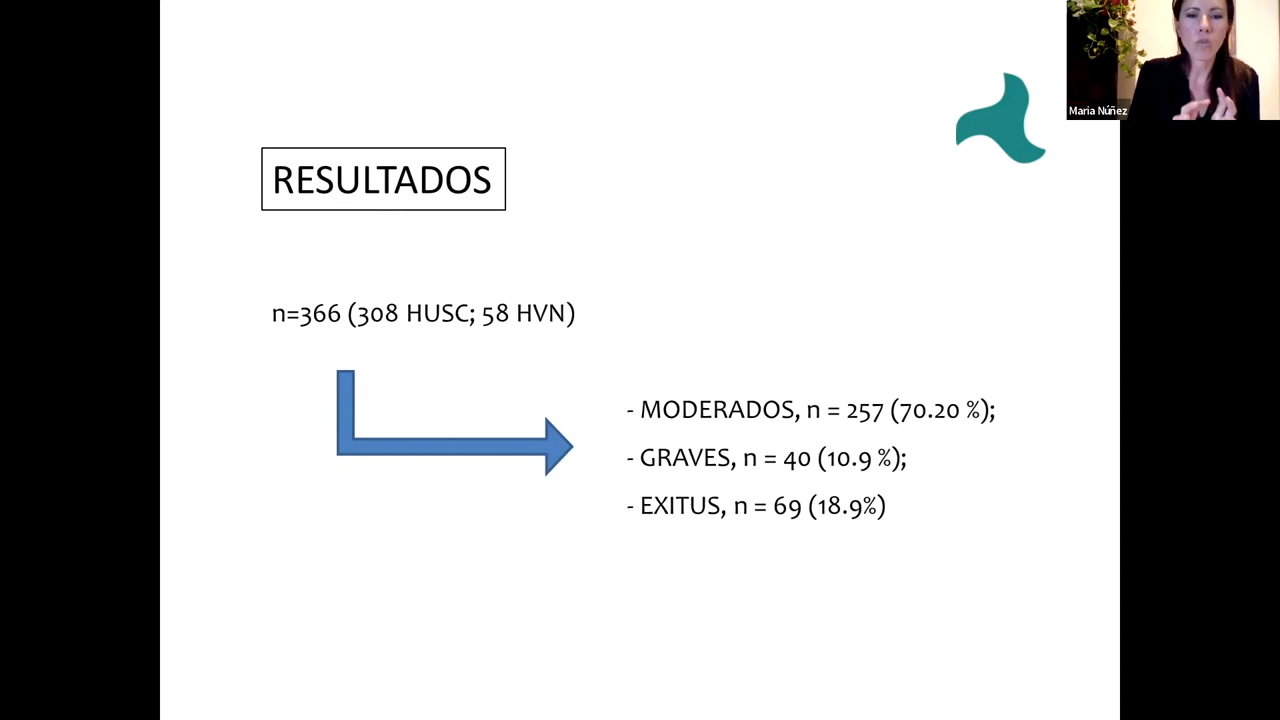 Maria Núñez
RESULTADOS
n=366 (308 HUSC; 58 HVN)
- MODERADOS, n = 257 (70.20 %);
- GRAVES, n = 40 (10.9 %);
- EXITUS, n = 69 (18.9%)